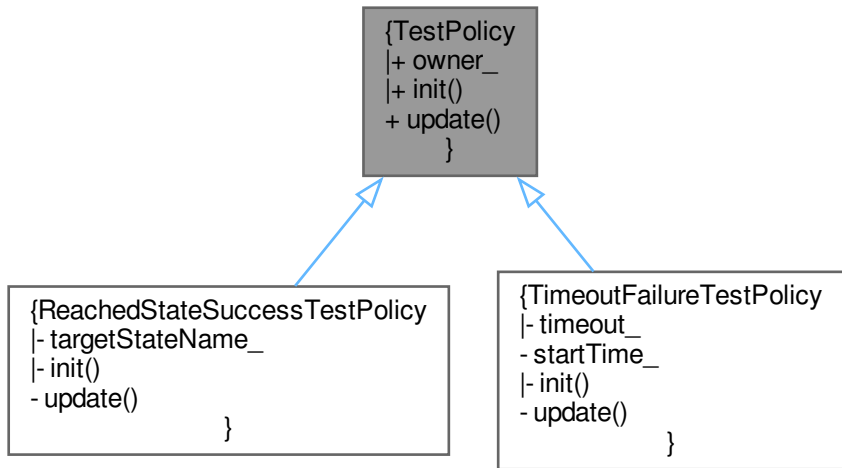 {TestPolicy
|+ owner_
|+ init()
+ update()
}
{ReachedStateSuccessTestPolicy
|- targetStateName_
|- init()
- update()
}
{TimeoutFailureTestPolicy
|- timeout_
- startTime_
|- init()
- update()
}